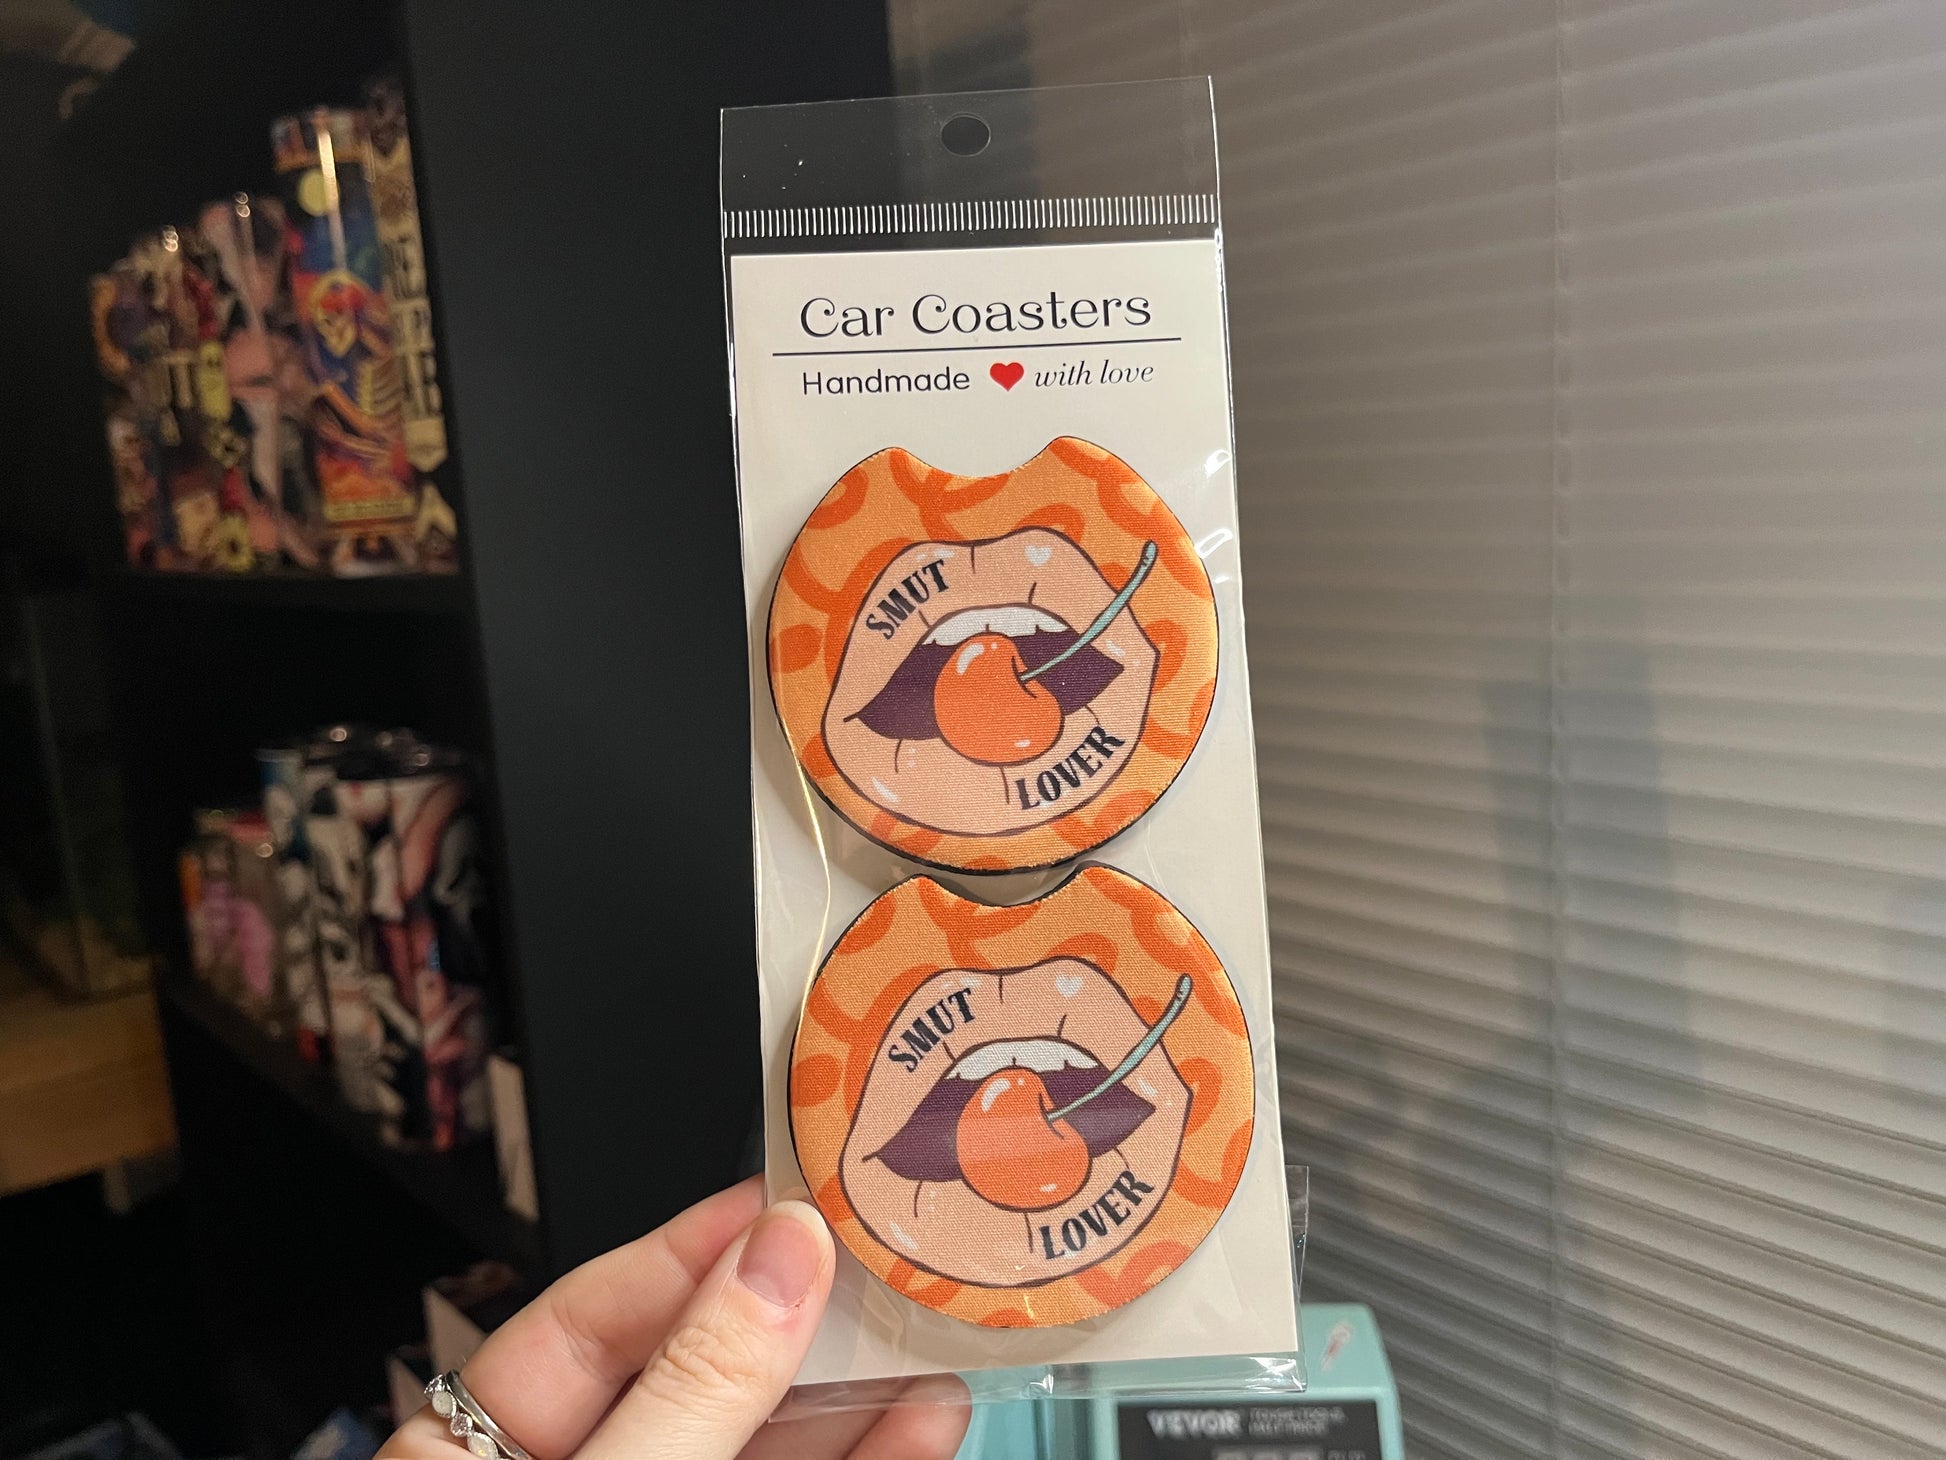 Car Coasters
Handmade ❤ with love
SMUT
LOVER
SMUT
LOVER
VEVOR